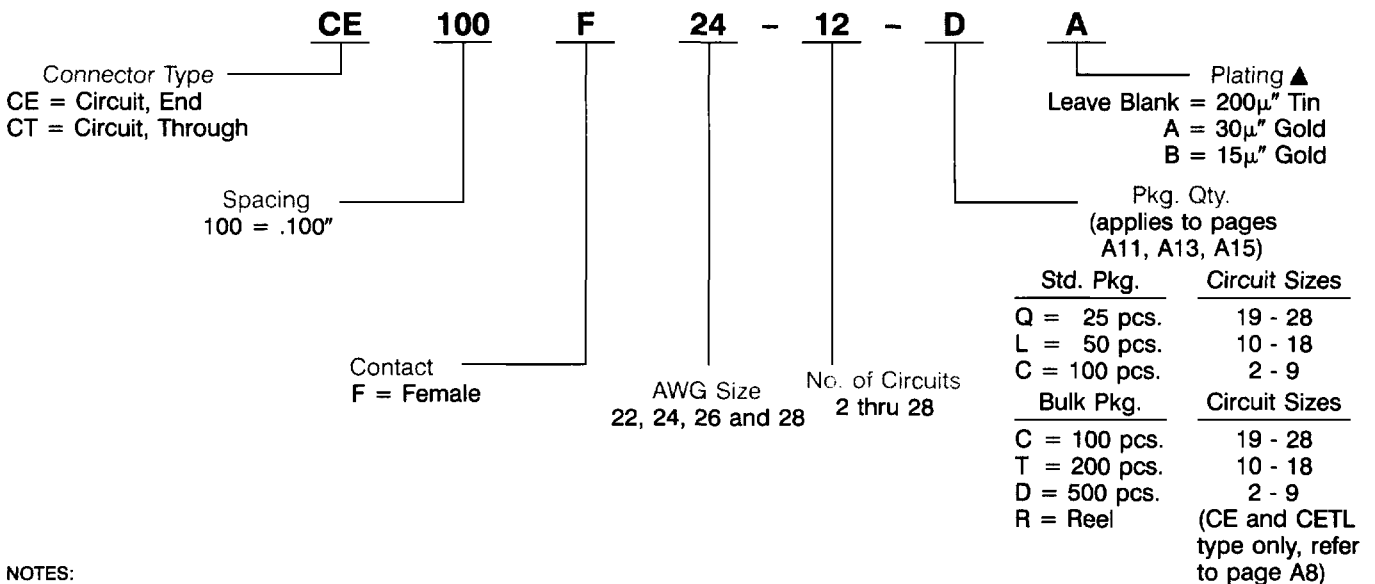 CE 100 F 24 - 12 - D A
Connector Type
CE = Circuit, End
CT = Circuit, Through
Spacing
100 = .100″
Contact
F = Female
AWG Size
22, 24, 26 and 28
No. of Circuits
2 thru 28
Plating ▲
Leave Blank = 200µ″ Tin
A = 30µ″ Gold
B = 15µ″ Gold
Pkg. Qty.
(applies to pages
A11, A13, A15)
Std. Pkg. Circuit Sizes
Q = 25 pcs. 19 - 28
L = 50 pcs. 10 - 18
C = 100 pcs. 2 - 9
Bulk Pkg. Circuit Sizes
C = 100 pcs. 19 - 28
T = 200 pcs. 10 - 18
D = 500 pcs. 2 - 9
R = Reel (CE and CETL
type only, refer
to page A8)
NOTES: